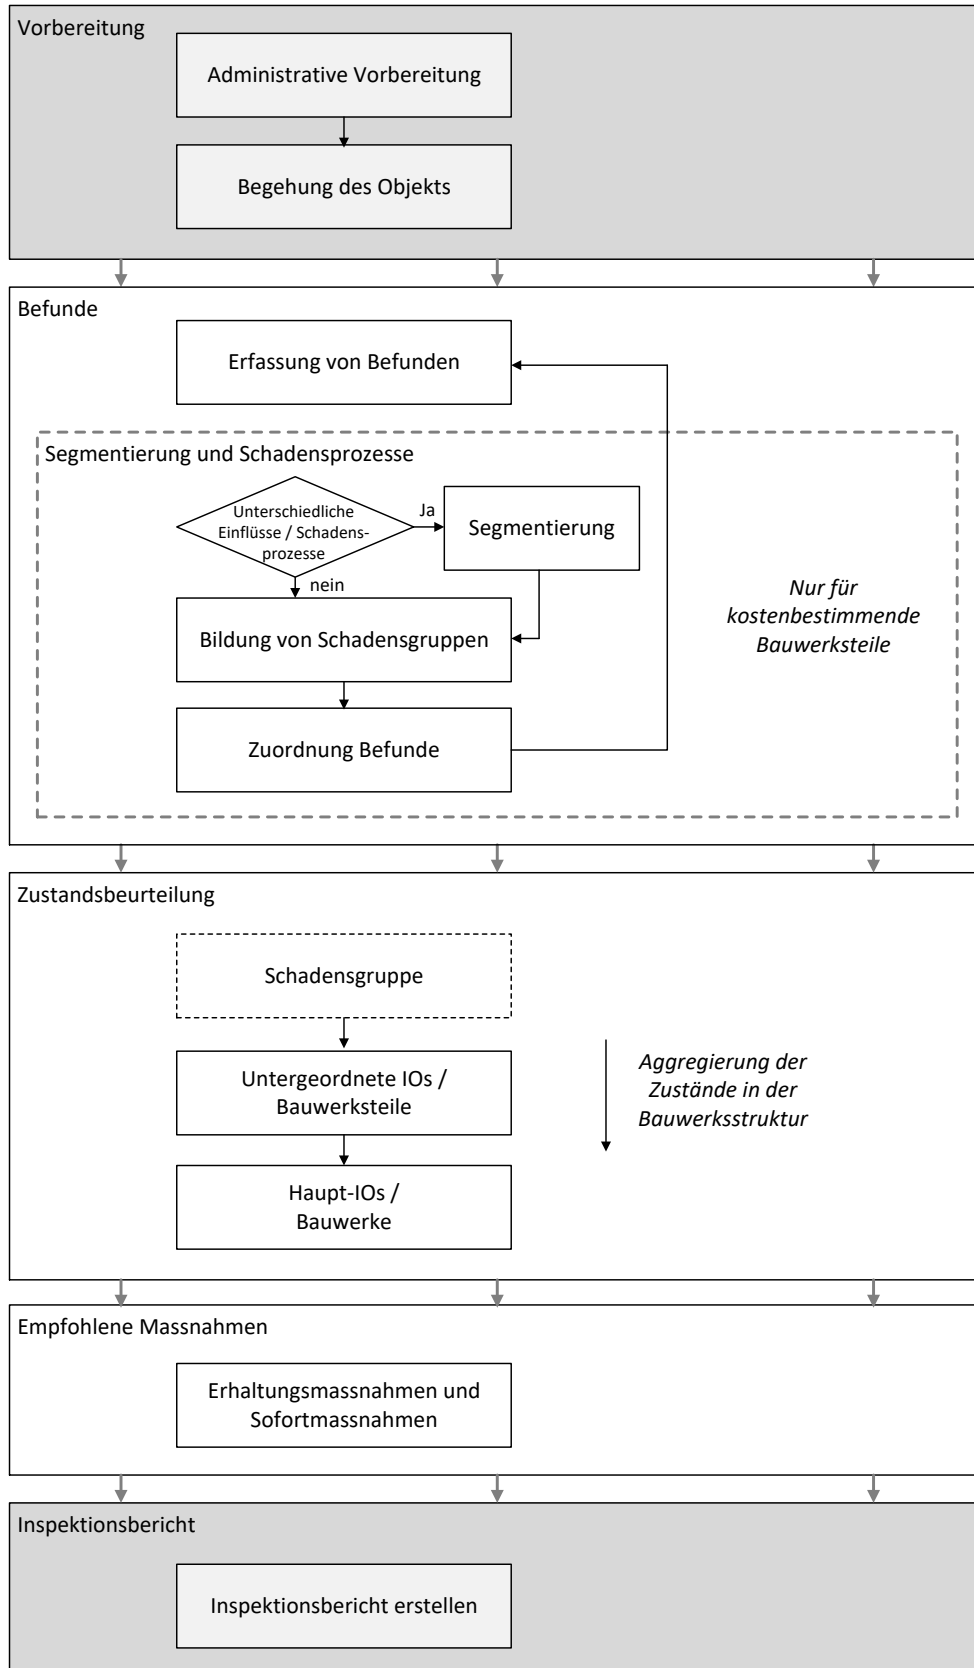 Vorbereitung
Administrative Vorbereitung
Begehung des Objekts
Befunde
Erfassung von Befunden
Segmentierung und Schadensprozesse
Unterschiedliche
Einflüsse / Schadens-
prozesse
Ja
Segmentierung
nein
Nur für
kostenbestimmende
Bauwerksteile
Bildung von Schadensgruppen
Zuordnung Befunde
Zustandsbeurteilung
Schadensgruppe
Untergeordnete IOs /
Bauwerksteile
Aggregierung der
Zustände in der
Bauwerksstruktur
Haupt-IOs /
Bauwerke
Empfohlene Massnahmen
Erhaltungsmassnahmen und
Sofortmassnahmen
Inspektionsbericht
Inspektionsbericht erstellen